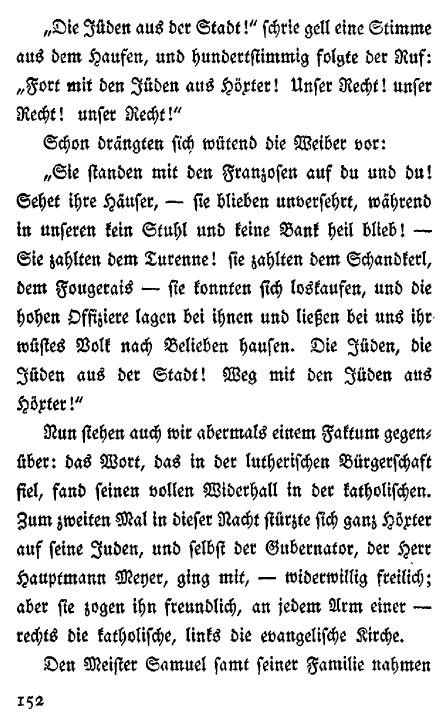 „Die Jüden aus der Stadt!“ schrie gell eine Stimme
aus dem Haufen, und hundertstimmig folgte der Ruf:
„Fort mit den Jüden aus Höxter! Unser Recht! unser
Recht! unser Recht!“
Schon drängten sich wütend die Weiber vor:
„Sie standen mit den Franzosen auf du und du!
Sehet ihre Häuser, — sie blieben unversehrt, während
in unseren kein Stuhl und keine Bank heil blieb! —
Sie zahlten dem Turenne! sie zahlten dem Schandkerl,
dem Fougerais — sie konnten sich loskaufen, und die
hohen Offiziere lagen bei ihnen und ließen bei uns ihr
wüstes Volk nach Belieben hausen. Die Jüden, die
Jüden aus der Stadt! Weg mit den Jüden aus
Höxter!“
Nun stehen auch wir abermals einem Faktum gegen-
über: das Wort, das in der lutherischen Bürgerschaft
fiel, fand seinen vollen Widerhall in der katholischen.
Zum zweiten Mal in dieser Nacht stürzte sich ganz Höxter
auf seine Juden, und selbst der Gubernator, der Herr
Hauptmann Meyer, ging mit, — widerwillig freilich;
aber sie zogen ihn freundlich, an jedem Arm einer —
rechts die katholische, links die evangelische Kirche.
Den Meister Samuel samt seiner Familie nahmen
152